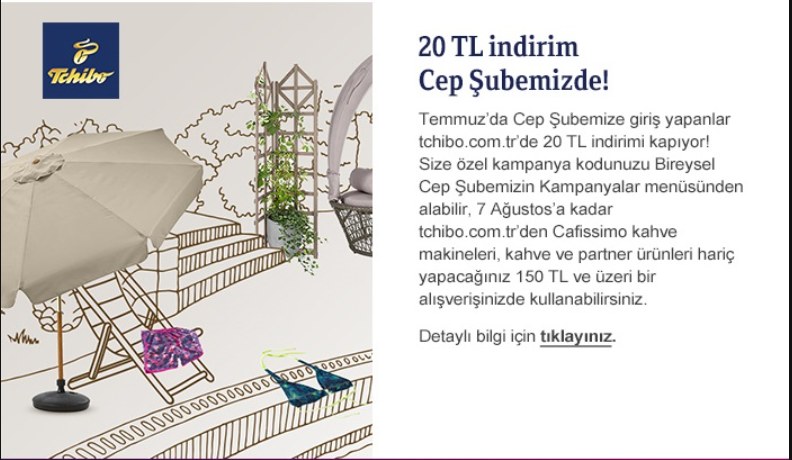 Tchibo
20 TL indirim
Cep Şubemizde!
Temmuz'da Cep Şubemize giriş yapanlar
tchibo.com.tr'de 20 TL indirimi kapıyor!
Size özel kampanya kodunuzu Bireysel
Cep Şubemizin Kampanyalar menüsünden
alabilir, 7 Ağustos'a kadar
tchibo.com.tr'den Cafissimo kahve
makineleri, kahve ve partner ürünleri hariç
yapacağınız 150 TL ve üzeri bir
alışverişinizde kullanabilirsiniz.
Detaylı bilgi için tıklayınız.